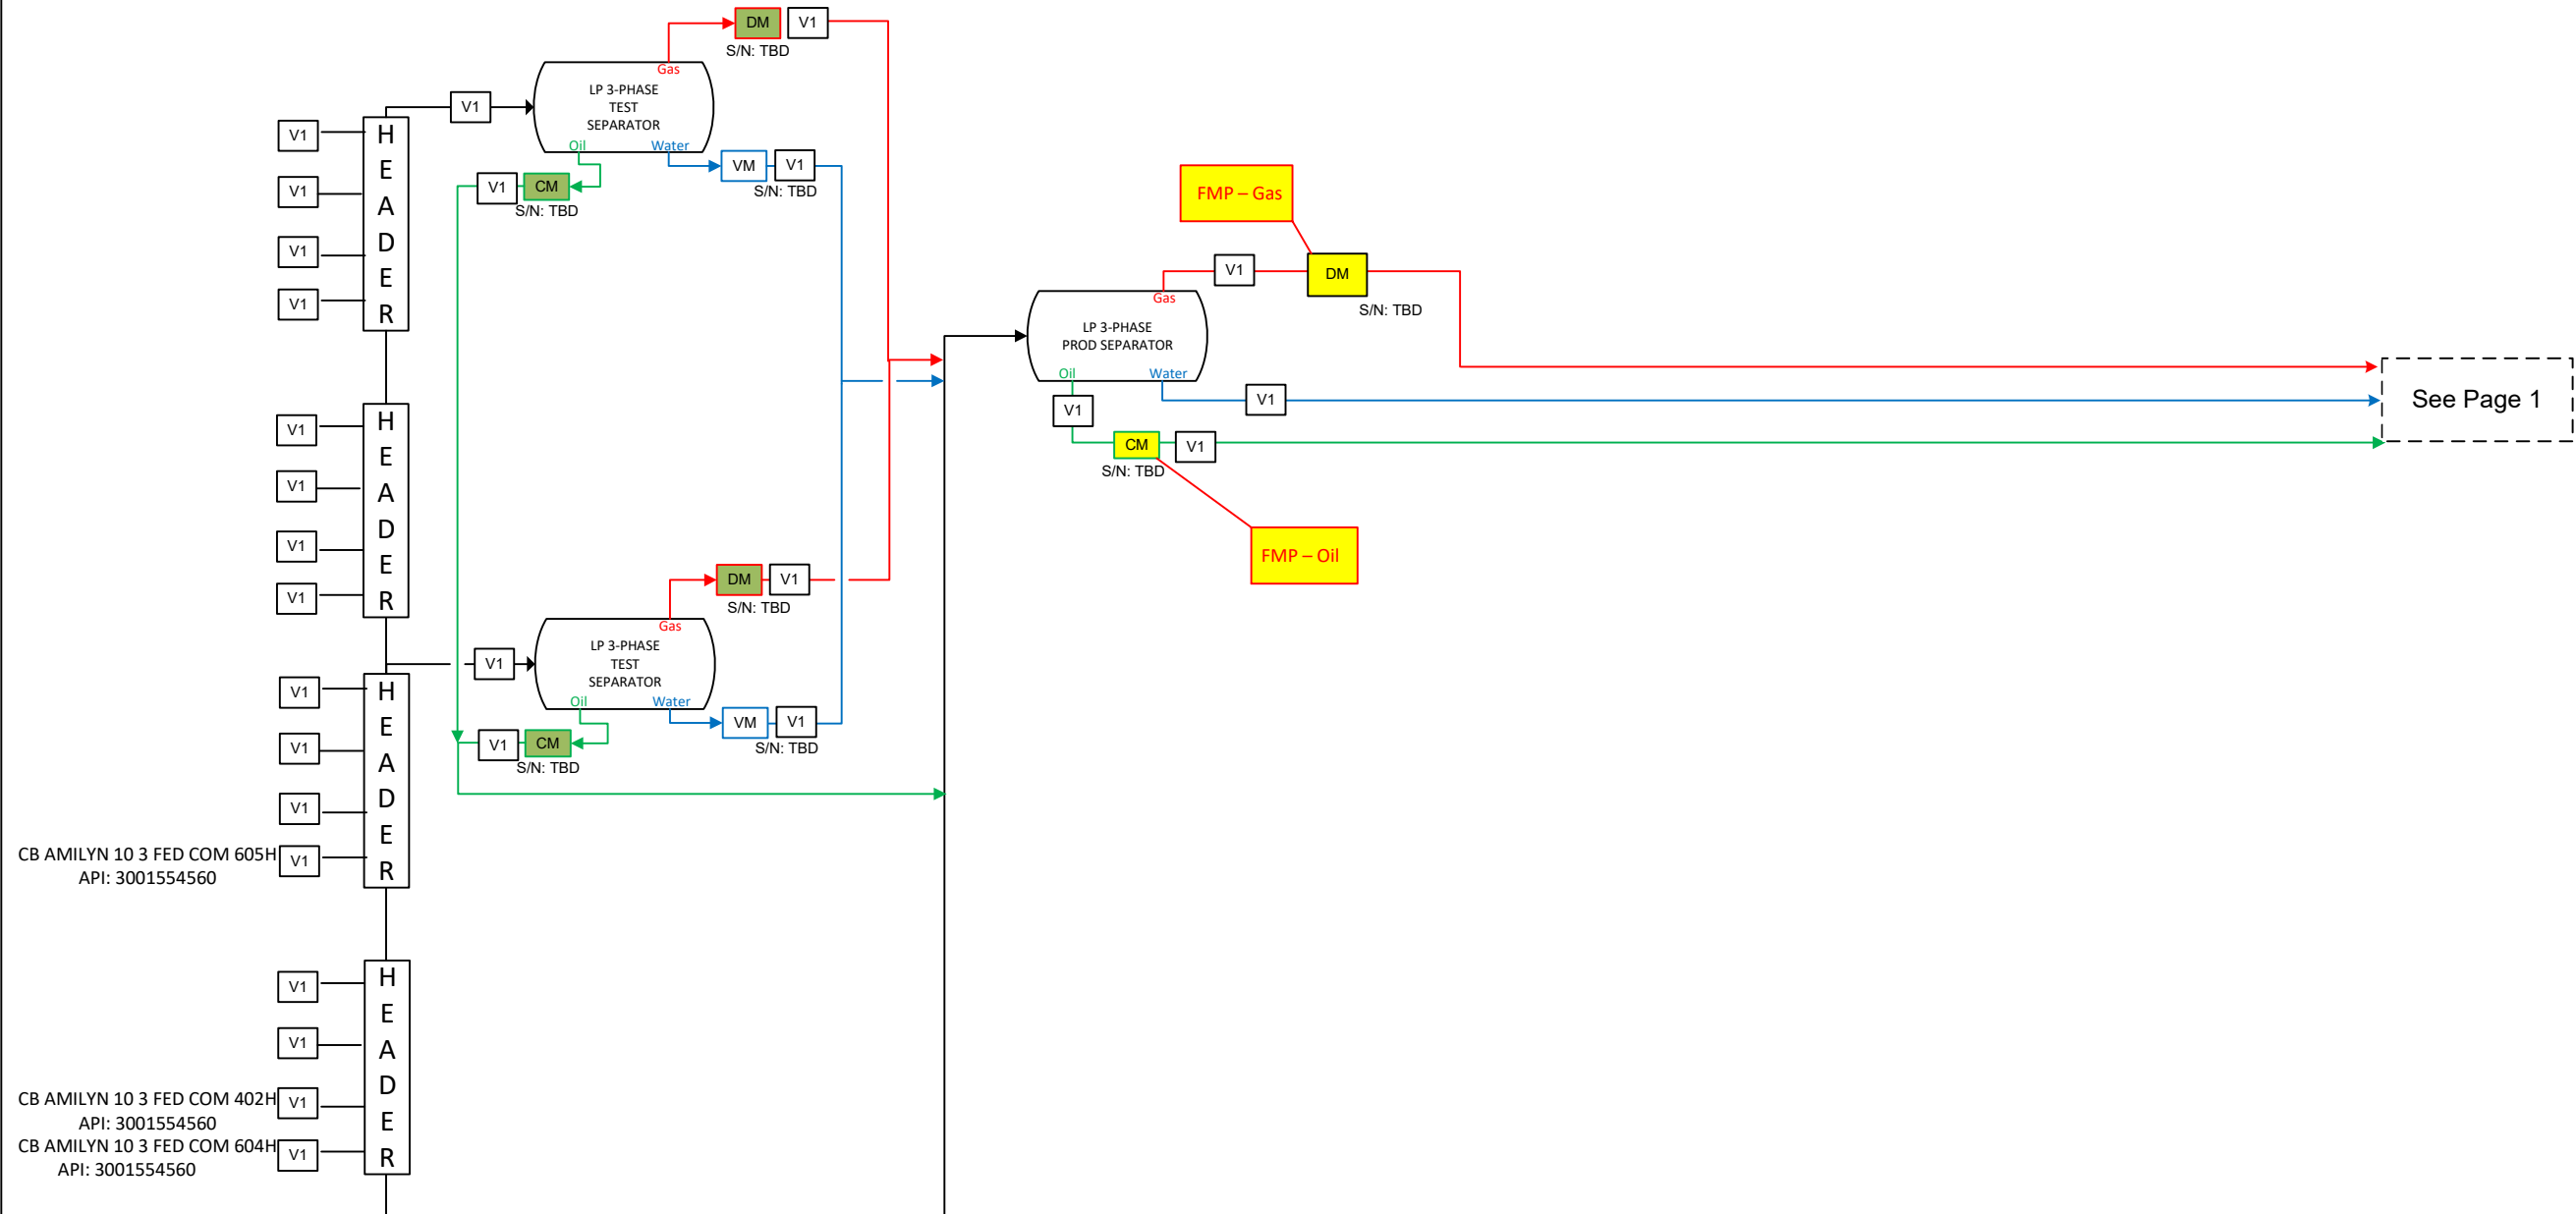 DM
V1
S/N: TBD
Gas
LP 3-PHASE
TEST
SEPARATOR
Oil
Water
V1
VM
V1
S/N: TBD
V1
CM
S/N: TBD
V1
V1
V1
V1
HEADER
FMP – Gas
V1
DM
S/N: TBD
Gas
LP 3-PHASE
PROD SEPARATOR
Oil
Water
V1
V1
CM
V1
S/N: TBD
FMP – Oil
See Page 1
V1
V1
V1
V1
HEADER
DM
V1
S/N: TBD
Gas
LP 3-PHASE
TEST
SEPARATOR
Oil
Water
V1
VM
V1
S/N: TBD
V1
CM
S/N: TBD
V1
V1
V1
CB AMILYN 10 3 FED COM 605H
V1
API: 3001554560
HEADER
V1
V1
CB AMILYN 10 3 FED COM 402H
V1
API: 3001554560
CB AMILYN 10 3 FED COM 604H
V1
API: 3001554560
HEADER